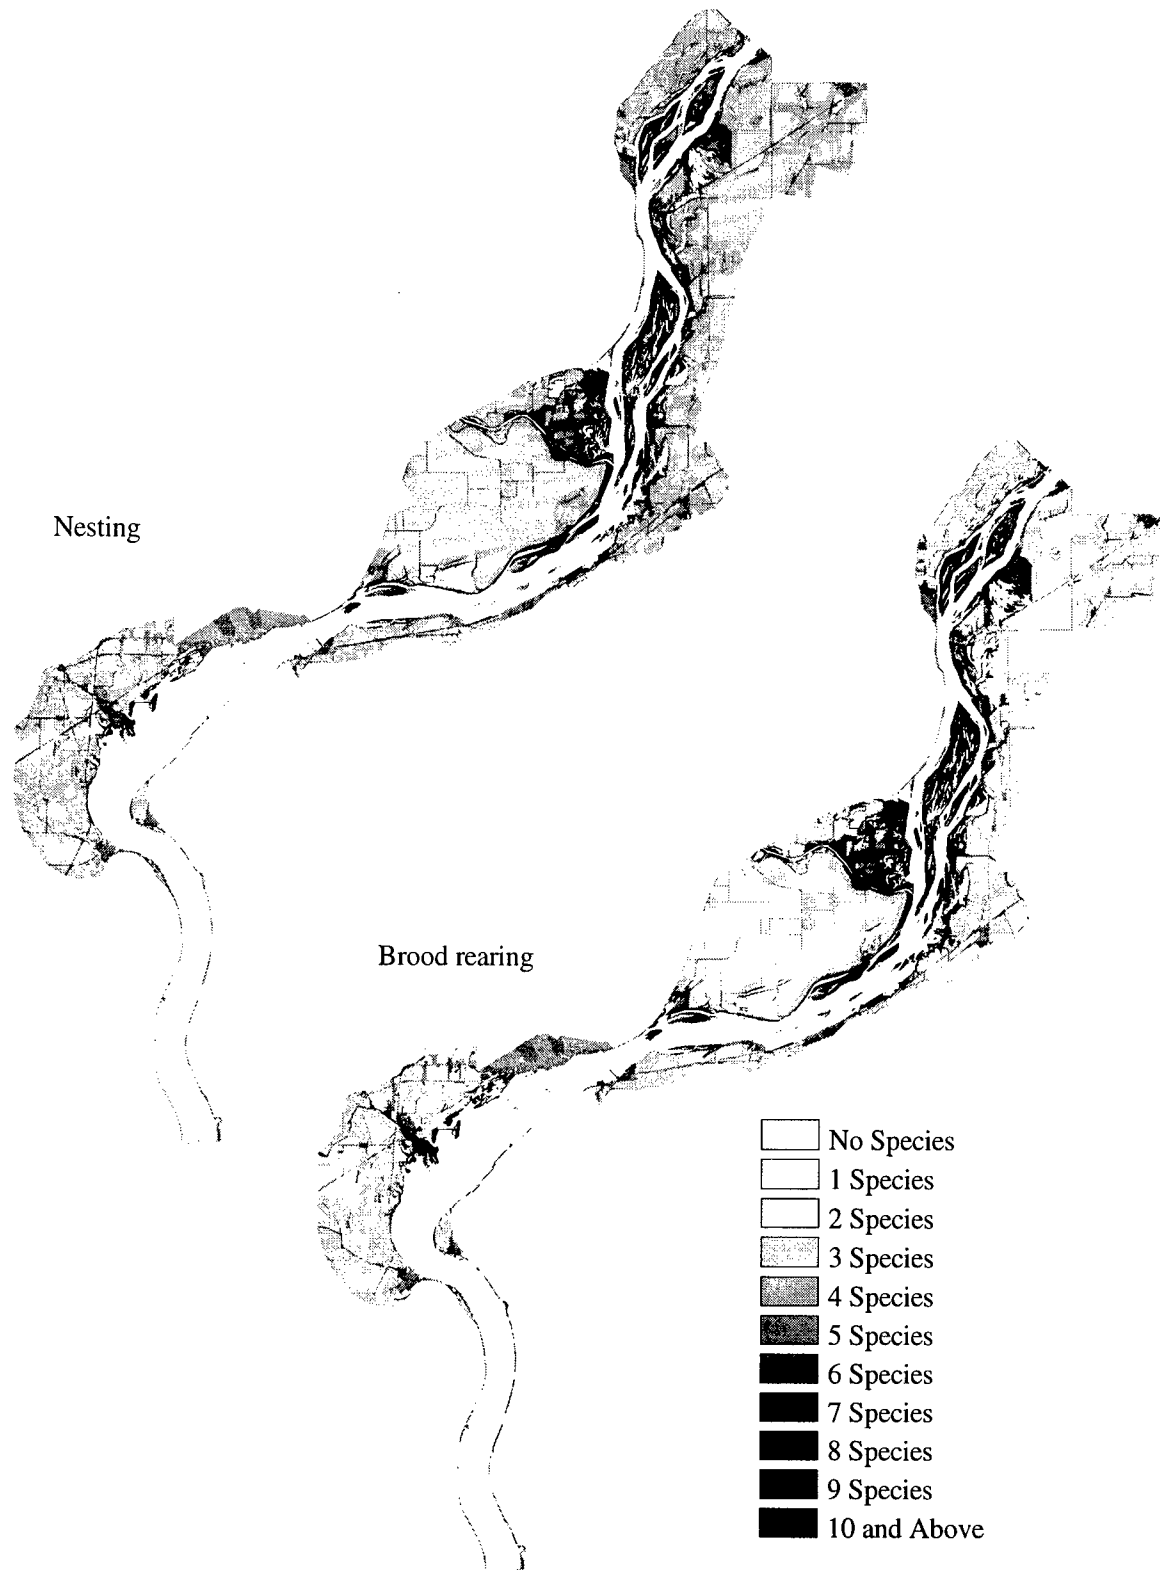 Nesting
Brood rearing
No Species
1 Species
2 Species
3 Species
4 Species
5 Species
6 Species
7 Species
8 Species
9 Species
10 and Above